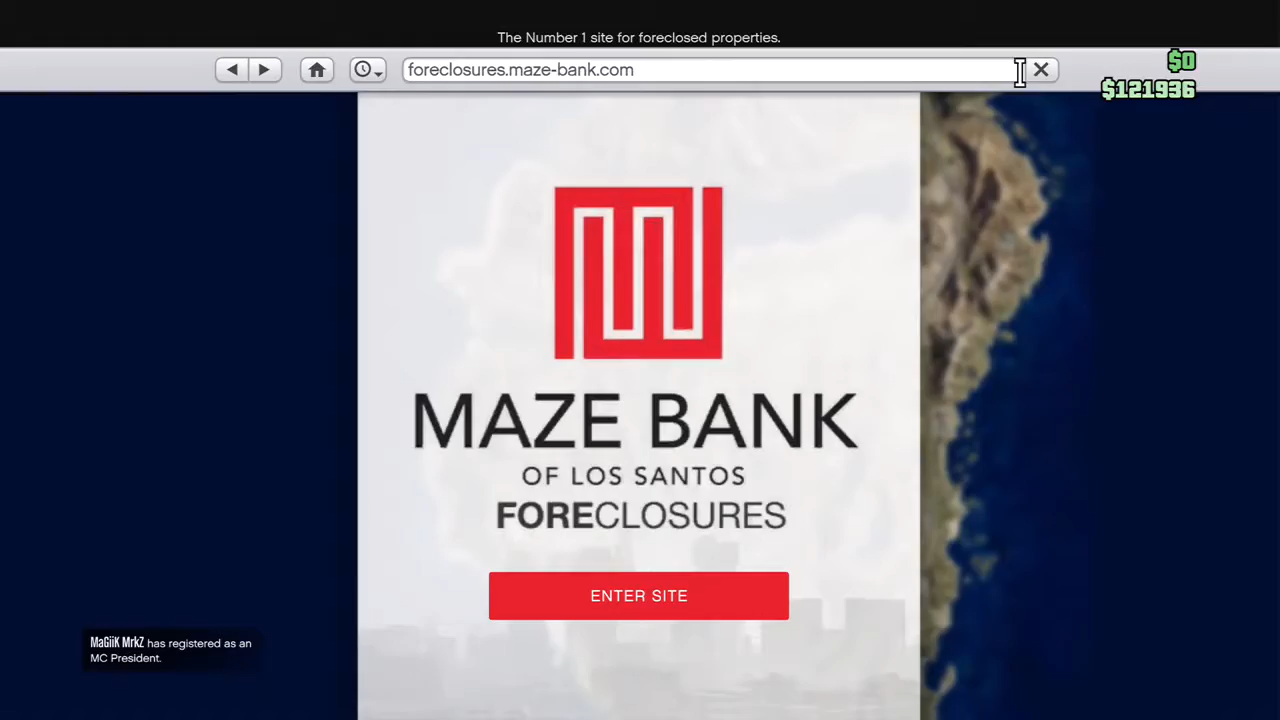 The Number 1 site for foreclosed properties.
foreclosures.maze-bank.com
$0
$121936
MAZE BANK
OF LOS SANTOS
FORECLOSURES
ENTER SITE
MaGiiK MrkZ has registered as an
MC President.